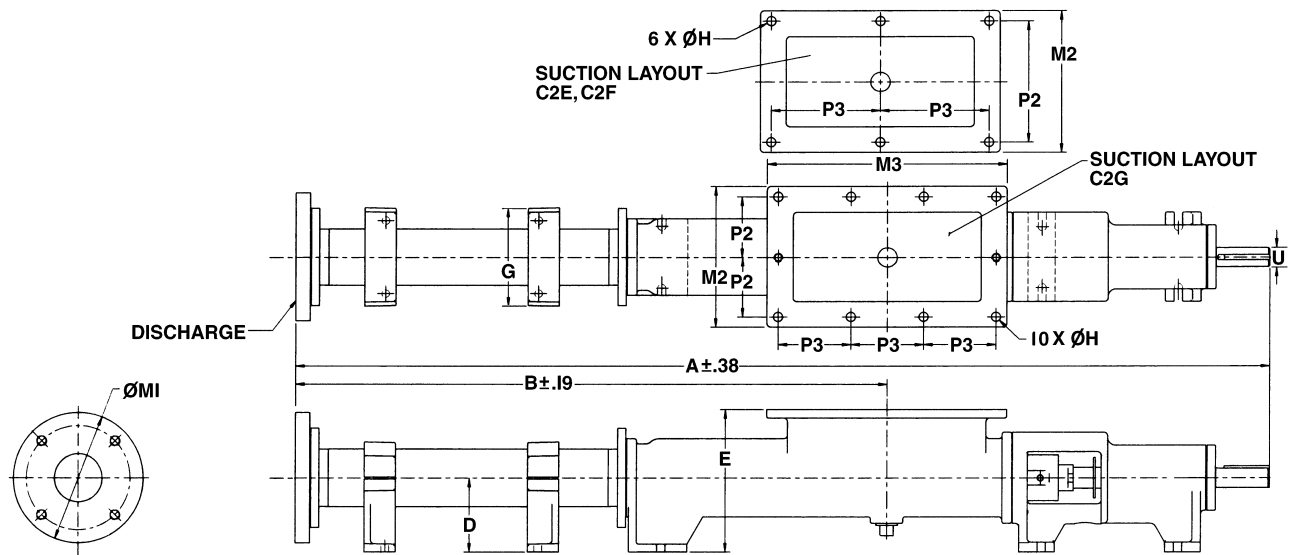 6 X ØH
SUCTION LAYOUT
C2E, C2F
P3
P3
P2
M2
M3
SUCTION LAYOUT
C2G
G
M2
P2
P2
U
DISCHARGE
P3
P3
P3
10 X ØH
A±.38
B±.19
ØM1
E
D